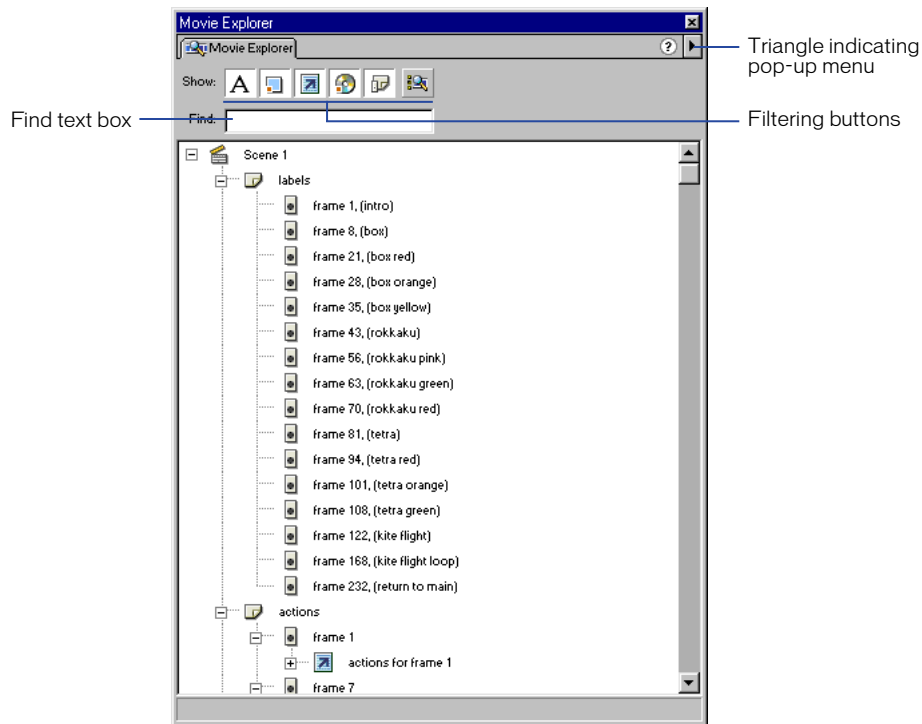 Movie Explorer
Movie Explorer
?
Triangle indicating
pop-up menu
Show:
A
Find text box
Find:
Filtering buttons
Scene 1
labels
frame 1, (intro)
frame 8, (box)
frame 21, (box red)
frame 28, (box orange)
frame 35, (box yellow)
frame 43, (rokkaku)
frame 56, (rokkaku pink)
frame 63, (rokkaku green)
frame 70, (rokkaku red)
frame 81, (tetra)
frame 94, (tetra red)
frame 101, (tetra orange)
frame 108, (tetra green)
frame 122, (kite flight)
frame 168, (kite flight loop)
frame 232, (return to main)
actions
frame 1
actions for frame 1
frame 7